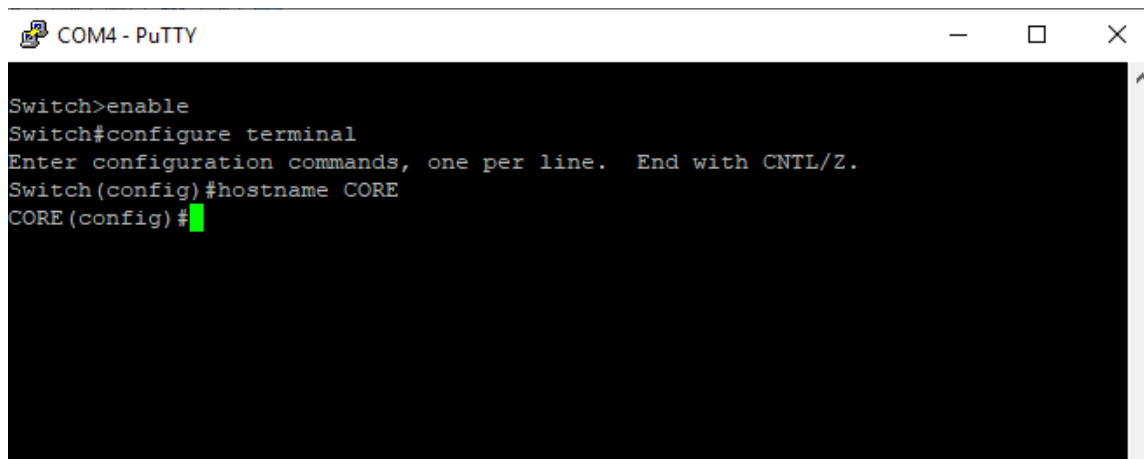 COM4 - PuTTY
Switch>enable
Switch#configure terminal
Enter configuration commands, one per line.  End with CNTL/Z.
Switch(config)#hostname CORE
CORE(config)#